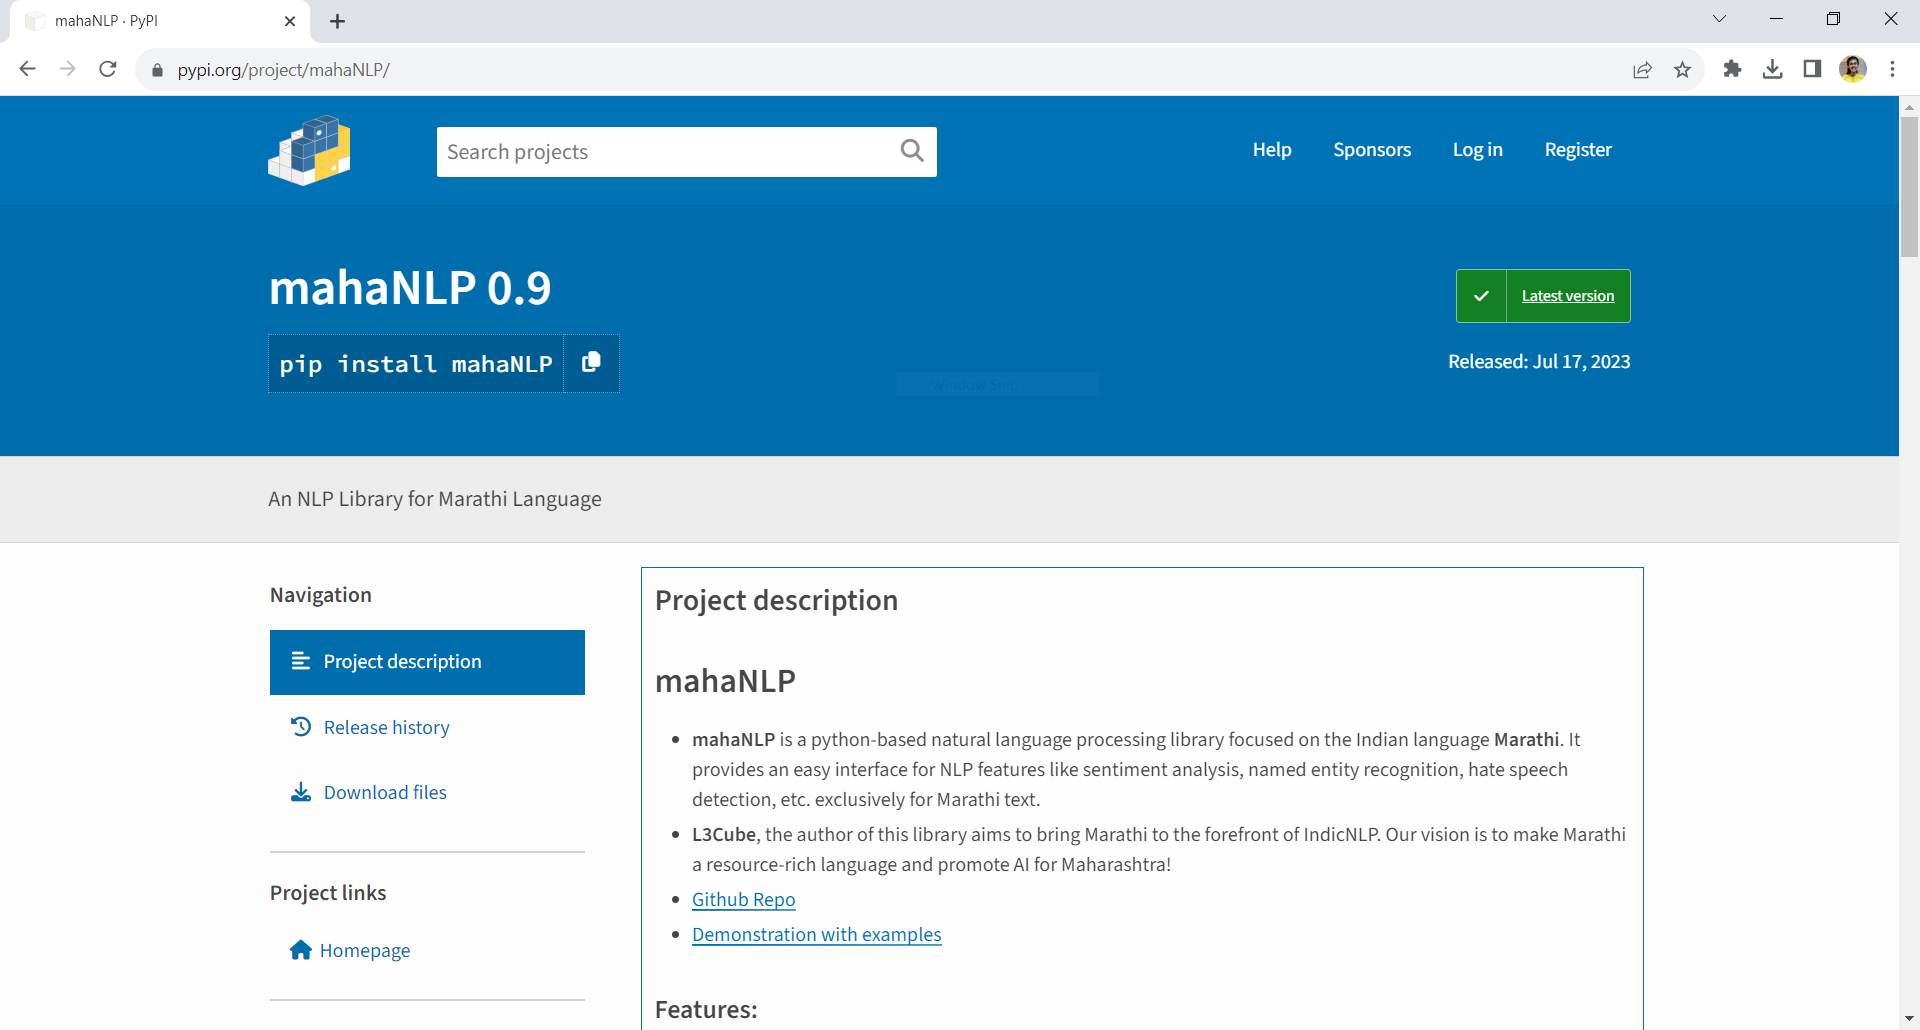 mahaNLP · PyPI
pypi.org/project/mahaNLP/
Search projects
Help
Sponsors
Log in
Register
mahaNLP 0.9
Latest version
pip install mahaNLP
Released: Jul 17, 2023
Window Snip
An NLP Library for Marathi Language
Navigation
Project description
Release history
Download files
Project links
Homepage
Project description
mahaNLP
mahaNLP is a python-based natural language processing library focused on the Indian language Marathi. It
provides an easy interface for NLP features like sentiment analysis, named entity recognition, hate speech
detection, etc. exclusively for Marathi text.
L3Cube, the author of this library aims to bring Marathi to the forefront of IndicNLP. Our vision is to make Marathi
a resource-rich language and promote AI for Maharashtra!
Github Repo
Demonstration with examples
Features: